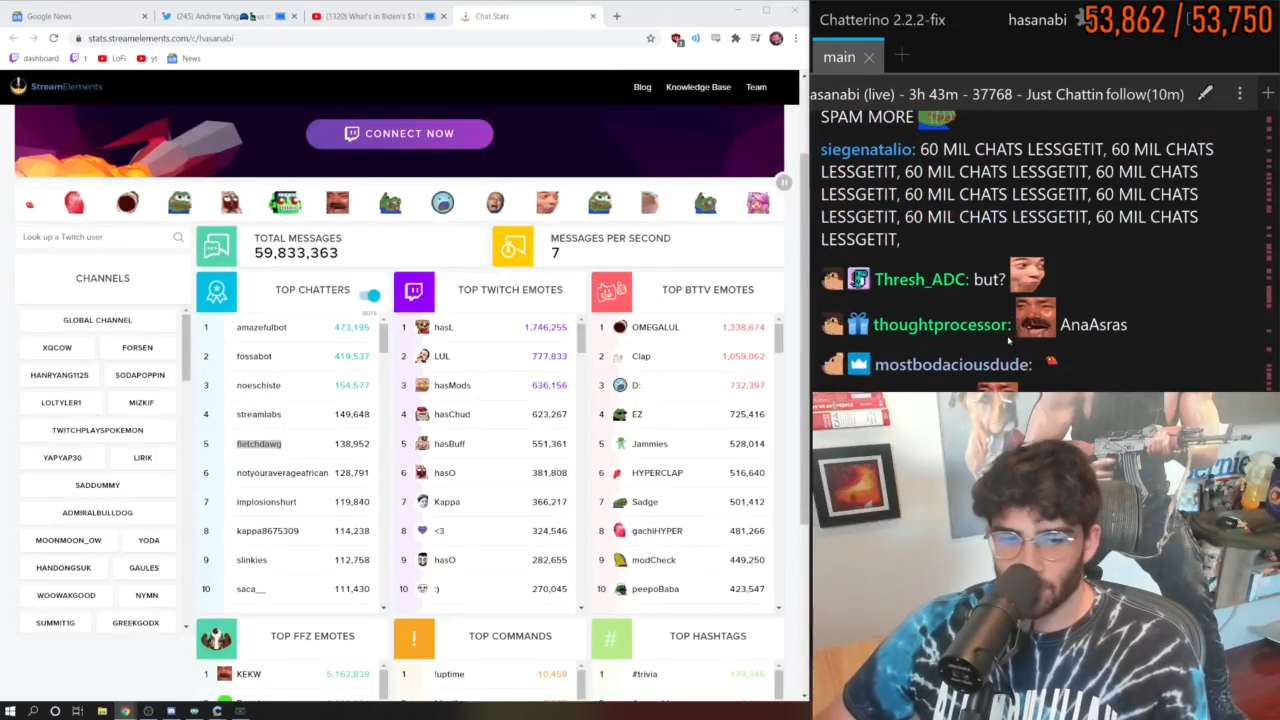 Google News
(245) Andrew Yang us
(1320) What's in Biden's $1.
Chat Stats
stats.streamelements.com/c/hasanabi
dashboard
t
LoFi
yt
News
StreamElements
Blog
Knowledge Base
Team
CONNECT NOW
Look up a Twitch user
CHANNELS
GLOBAL CHANNEL
XQCOW
FORSEN
HANRYANG1125
SODAPOPPIN
LOLTYLER1
MIZKIF
TWITCHPLAYSPOKEMON
YAPYAP30
LIRIK
SADDUMMY
ADMIRALBULLDOG
MOONMOON_OW
YODA
HANDONGSUK
GAULES
WOOWAKGOOD
NYMN
SUMMIT1G
GREEKGODX
TOTAL MESSAGES
59,833,363
MESSAGES PER SECOND
7
TOP CHATTERS
BOTS
1 amazefulbot 473,195
2 fossabot 419,537
3 noeschiste 154,577
4 streamlabs 149,648
5 fletchdawg 138,952
6 notyouraverageafrican 128,791
7 implosionshurt 119,840
8 kappa8675309 114,238
9 slinkies 112,758
10 saca__ 111,430
TOP TWITCH EMOTES
1 hasL 1,746,255
2 LUL 777,833
3 hasMods 636,156
4 hasChud 623,267
5 hasBuff 551,361
6 hasO 381,808
7 Kappa 366,217
8 <3 324,546
9 hasO 282,655
10 :) 270,045
TOP BTTV EMOTES
1 OMEGALUL 1,338,674
2 Clap 1,059,062
3 D: 732,397
4 EZ 725,416
5 Jammies 528,014
6 HYPERCLAP 516,640
7 Sadge 501,412
8 gachiHYPER 481,266
9 modCheck 449,250
10 peepoBaba 423,547
TOP FFZ EMOTES
1 KEKW 5,162,839
TOP COMMANDS
1 !uptime 10,458
TOP HASHTAGS
1 #trivia 179,346
Chatterino 2.2.2-fix
hasanabi
53,862 / 53,750
main
asanabi (live) - 3h 43m - 37768 - Just Chattin follow(10m)
SPAM MORE
siegenatalio: 60 MIL CHATS LESSGETIT, 60 MIL CHATS
LESSGETIT, 60 MIL CHATS LESSGETIT, 60 MIL CHATS
LESSGETIT, 60 MIL CHATS LESSGETIT, 60 MIL CHATS
LESSGETIT, 60 MIL CHATS LESSGETIT, 60 MIL CHATS
LESSGETIT,
Thresh_ADC: but?
thoughtprocessor: AnaAsras
mostbodaciousdude:
Bernie